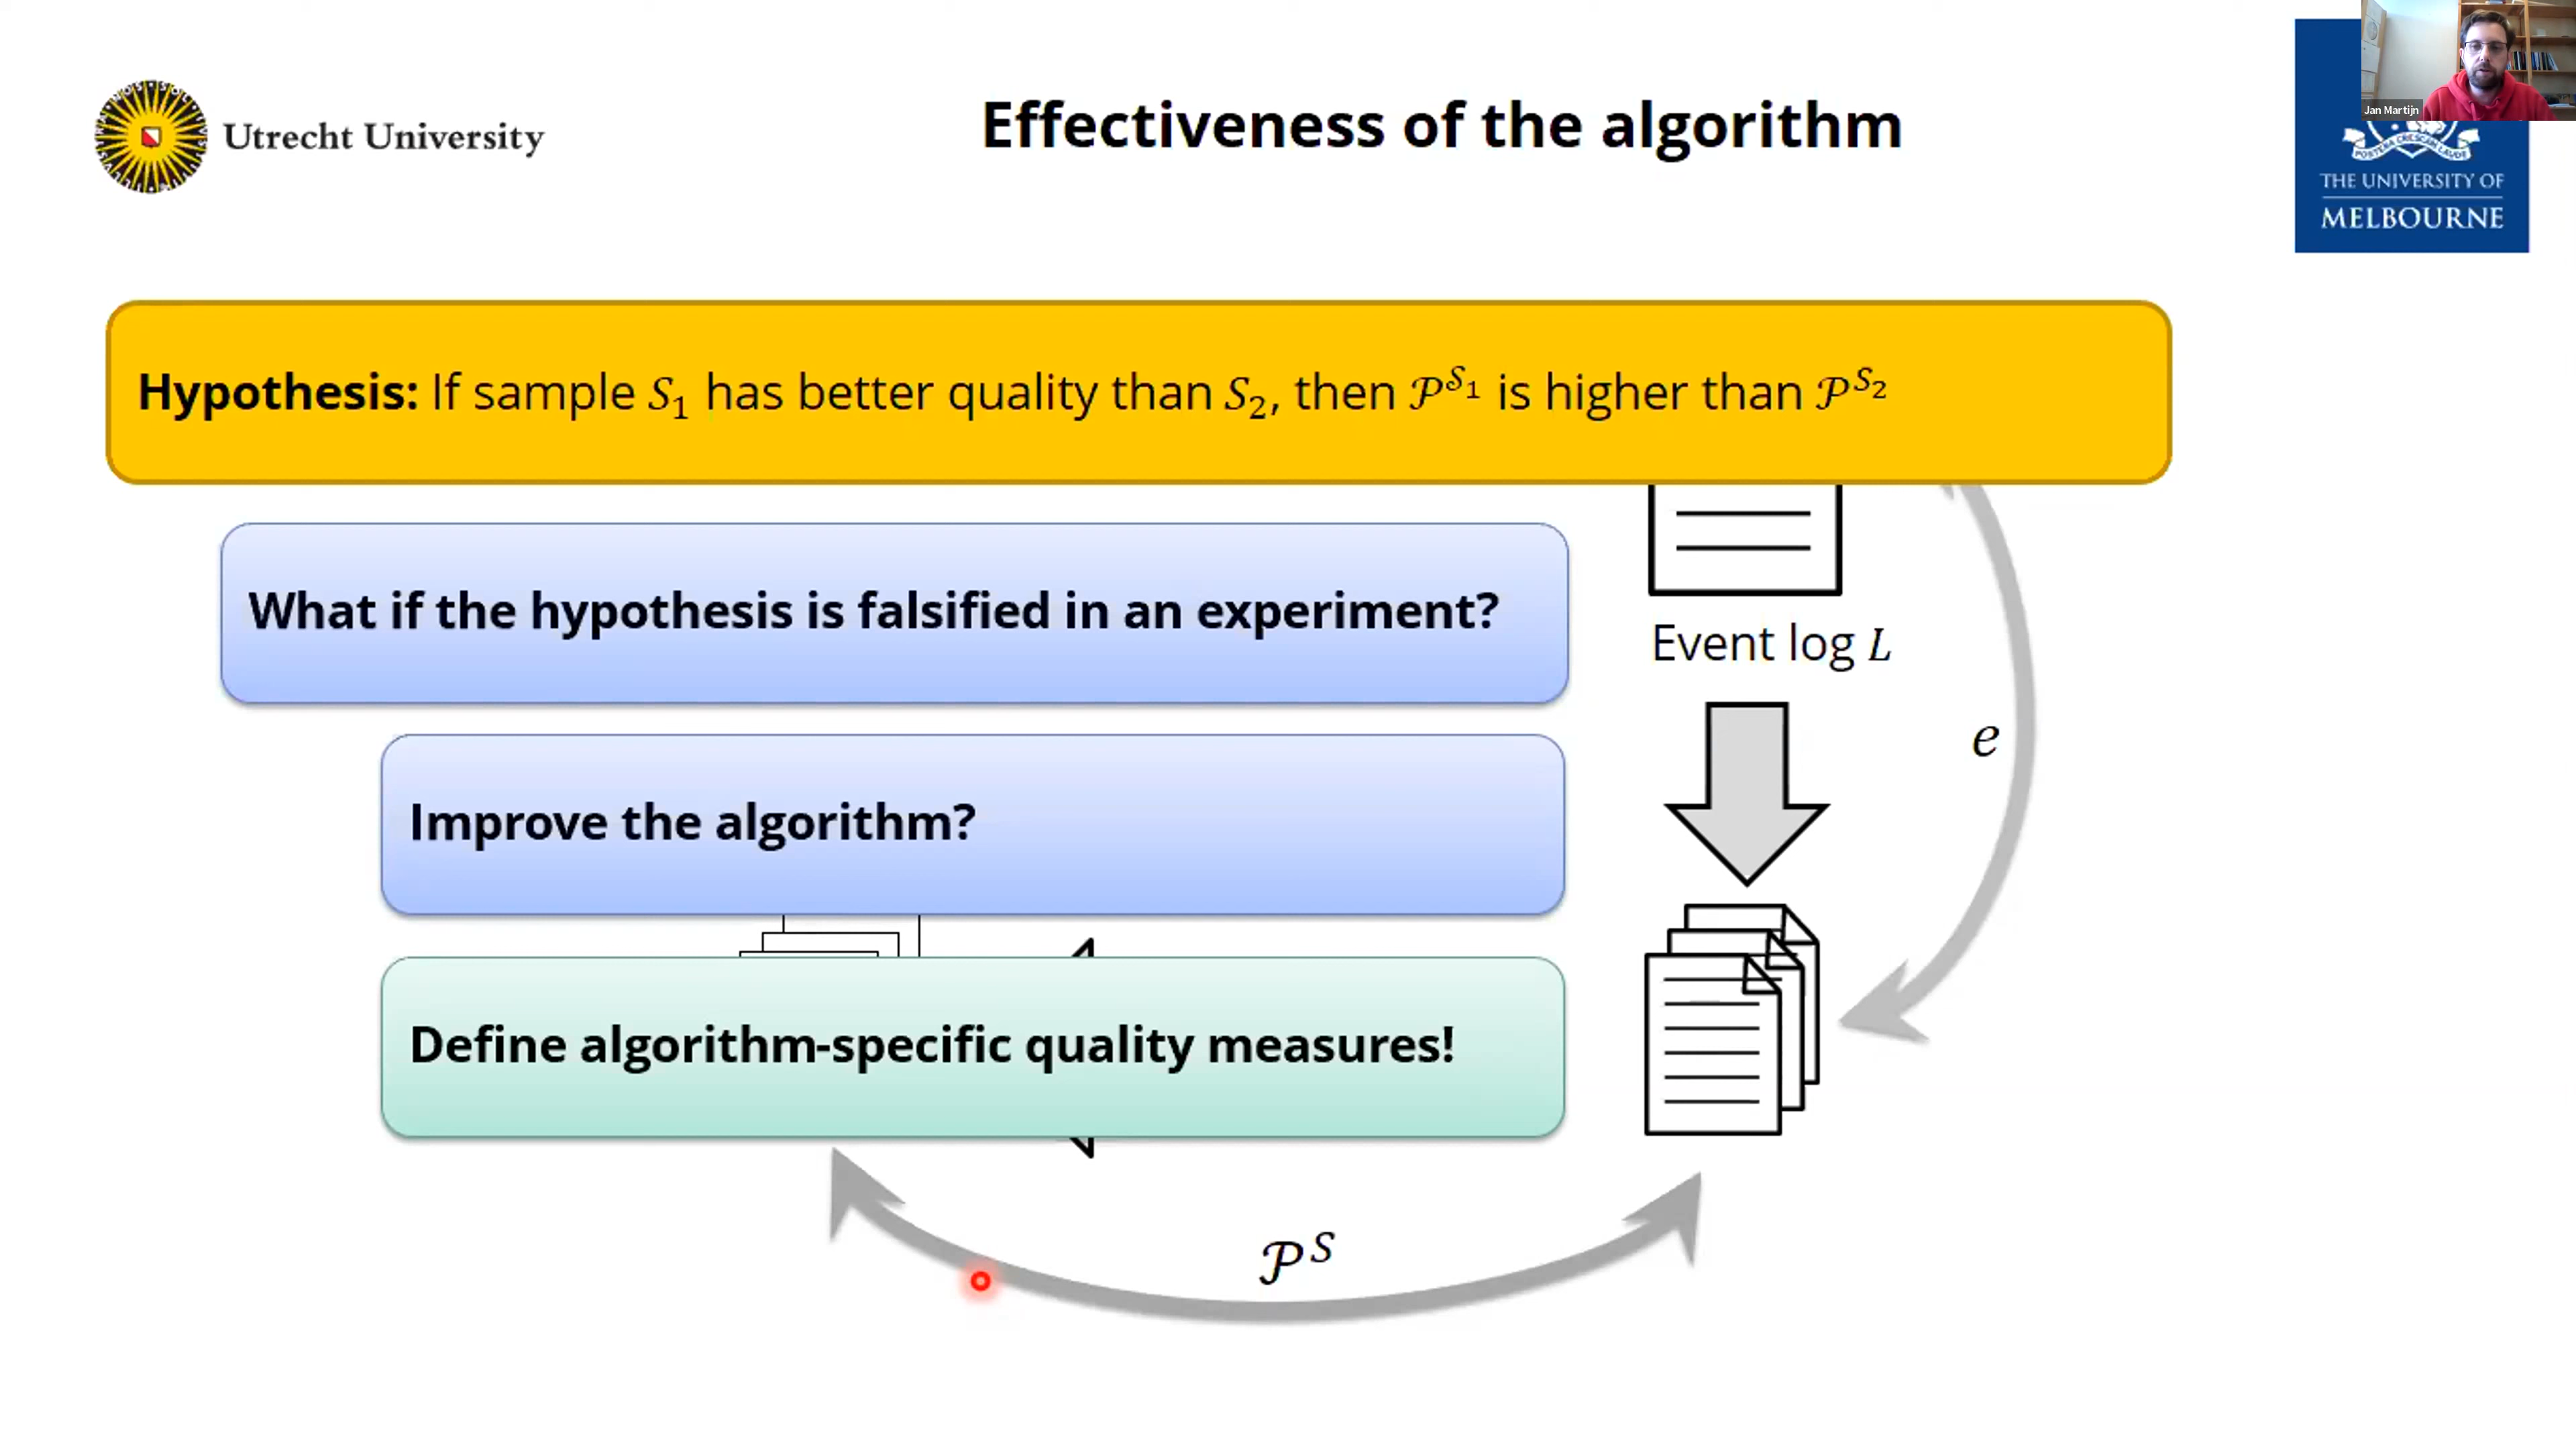 Jan Martijn
Utrecht University
Effectiveness of the algorithm
THE UNIVERSITY OF
MELBOURNE
Hypothesis: If sample S₁ has better quality than S₂, then 𝒫^S₁ is higher than 𝒫^S₂
What if the hypothesis is falsified in an experiment?
Event log L
e
Improve the algorithm?
Define algorithm-specific quality measures!
𝒫^S